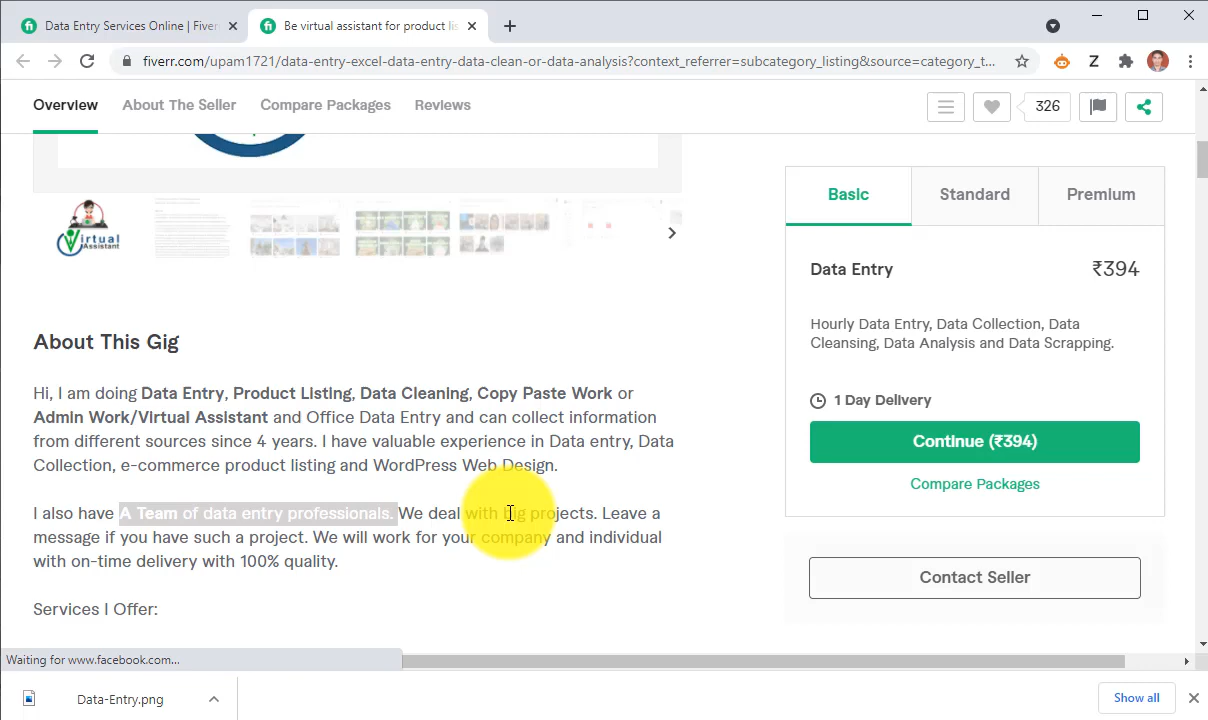 Data Entry Services Online | Fiver
Be virtual assistant for product lis
fiverr.com/upam1721/data-entry-excel-data-entry-data-clean-or-data-analysis?context_referrer=subcategory_listing&source=category_t...
Z
Overview
About The Seller
Compare Packages
Reviews
326
Virtual
Assistant
Basic
Standard
Premium
Data Entry
₹394
Hourly Data Entry, Data Collection, Data
Cleansing, Data Analysis and Data Scrapping.
1 Day Delivery
Continue (₹394)
Compare Packages
Contact Seller
About This Gig
Hi, I am doing Data Entry, Product Listing, Data Cleaning, Copy Paste Work or
Admin Work/Virtual Assistant and Office Data Entry and can collect information
from different sources since 4 years. I have valuable experience in Data entry, Data
Collection, e-commerce product listing and WordPress Web Design.
I also have A Team of data entry professionals. We deal with big projects. Leave a
message if you have such a project. We will work for your company and individual
with on-time delivery with 100% quality.
Services I Offer:
Waiting for www.facebook.com...
Data-Entry.png
Show all